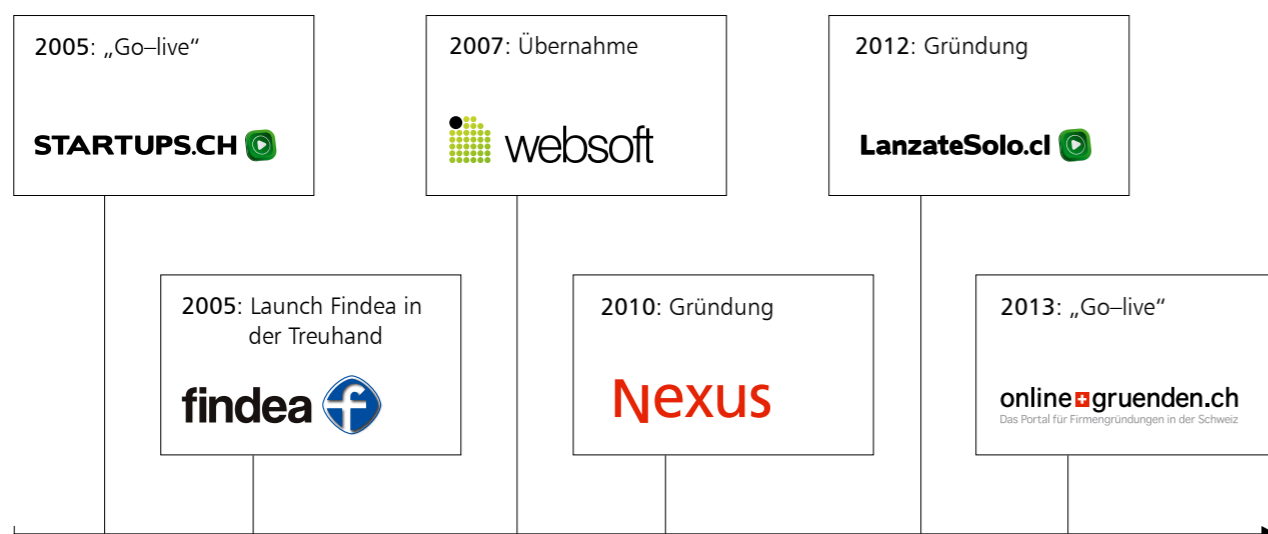 2005: „Go–live“
STARTUPS.CH
2005: Launch Findea in
der Treuhand
findea f
2007: Übernahme
websoft
2010: Gründung
Nexus
2012: Gründung
LanzateSolo.cl
2013: „Go–live“
online gruenden.ch
Das Portal für Firmengründungen in der Schweiz